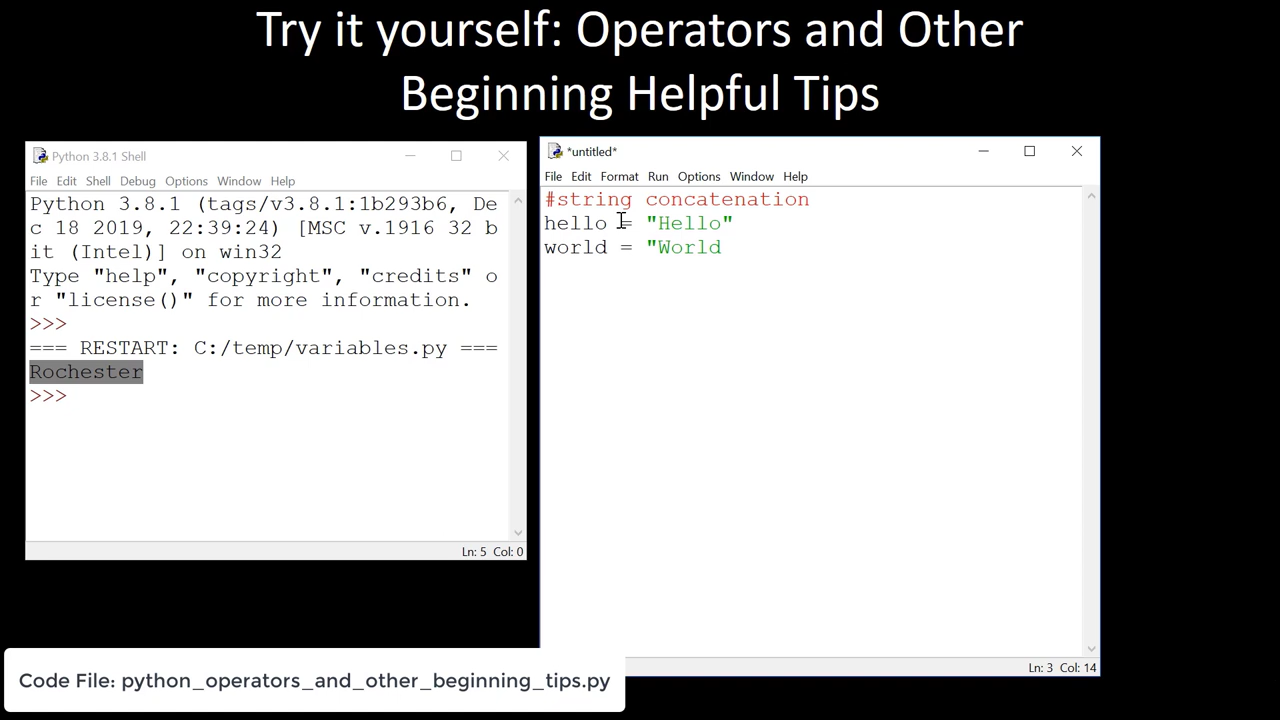 Try it yourself: Operators and Other
Beginning Helpful Tips
Python 3.8.1 Shell
File Edit Shell Debug Options Window Help
Python 3.8.1 (tags/v3.8.1:1b293b6, De
c 18 2019, 22:39:24) [MSC v.1916 32 b
it (Intel)] on win32
Type "help", "copyright", "credits" o
r "license()" for more information.
>>>
=== RESTART: C:/temp/variables.py ===
Rochester
>>>
Ln: 5 Col: 0
*untitled*
File Edit Format Run Options Window Help
#string concatenation
hello = "Hello"
world = "World
Ln: 3 Col: 14
Code File: python_operators_and_other_beginning_tips.py